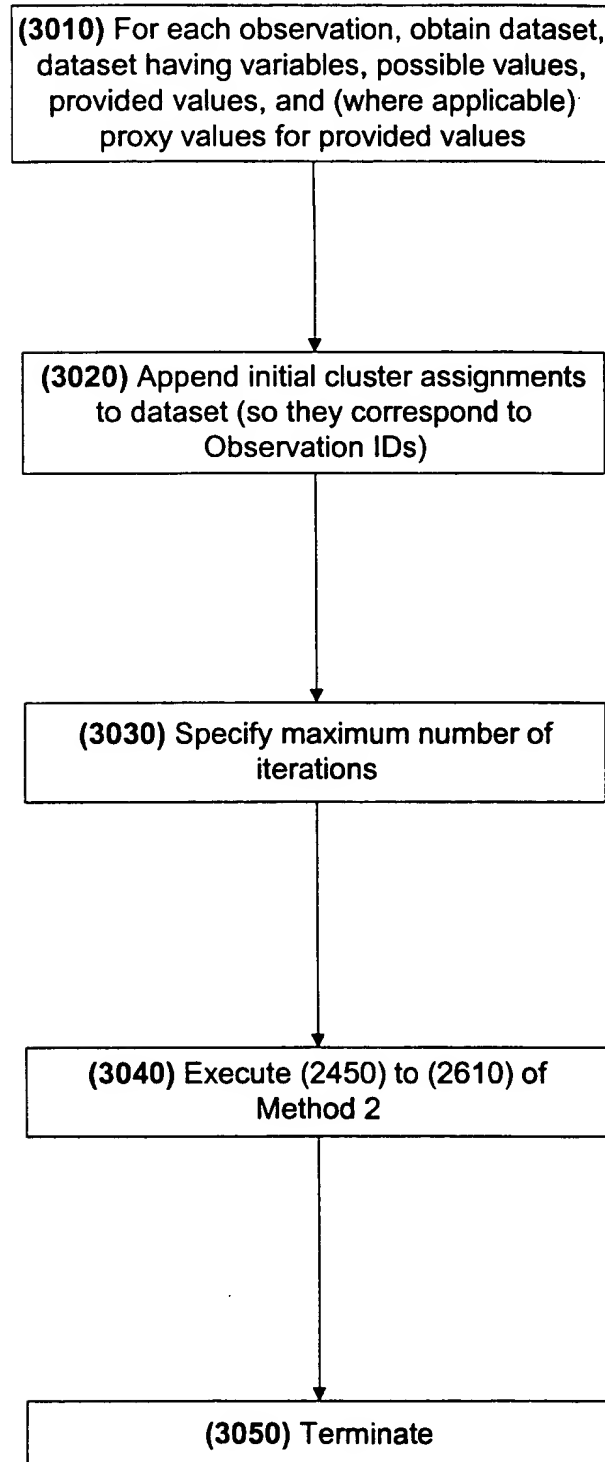 (3010) For each observation, obtain dataset,
dataset having variables, possible values,
provided values, and (where applicable)
proxy values for provided values
(3020) Append initial cluster assignments
to dataset (so they correspond to
Observation IDs)
(3030) Specify maximum number of
iterations
(3040) Execute (2450) to (2610) of
Method 2
(3050) Terminate